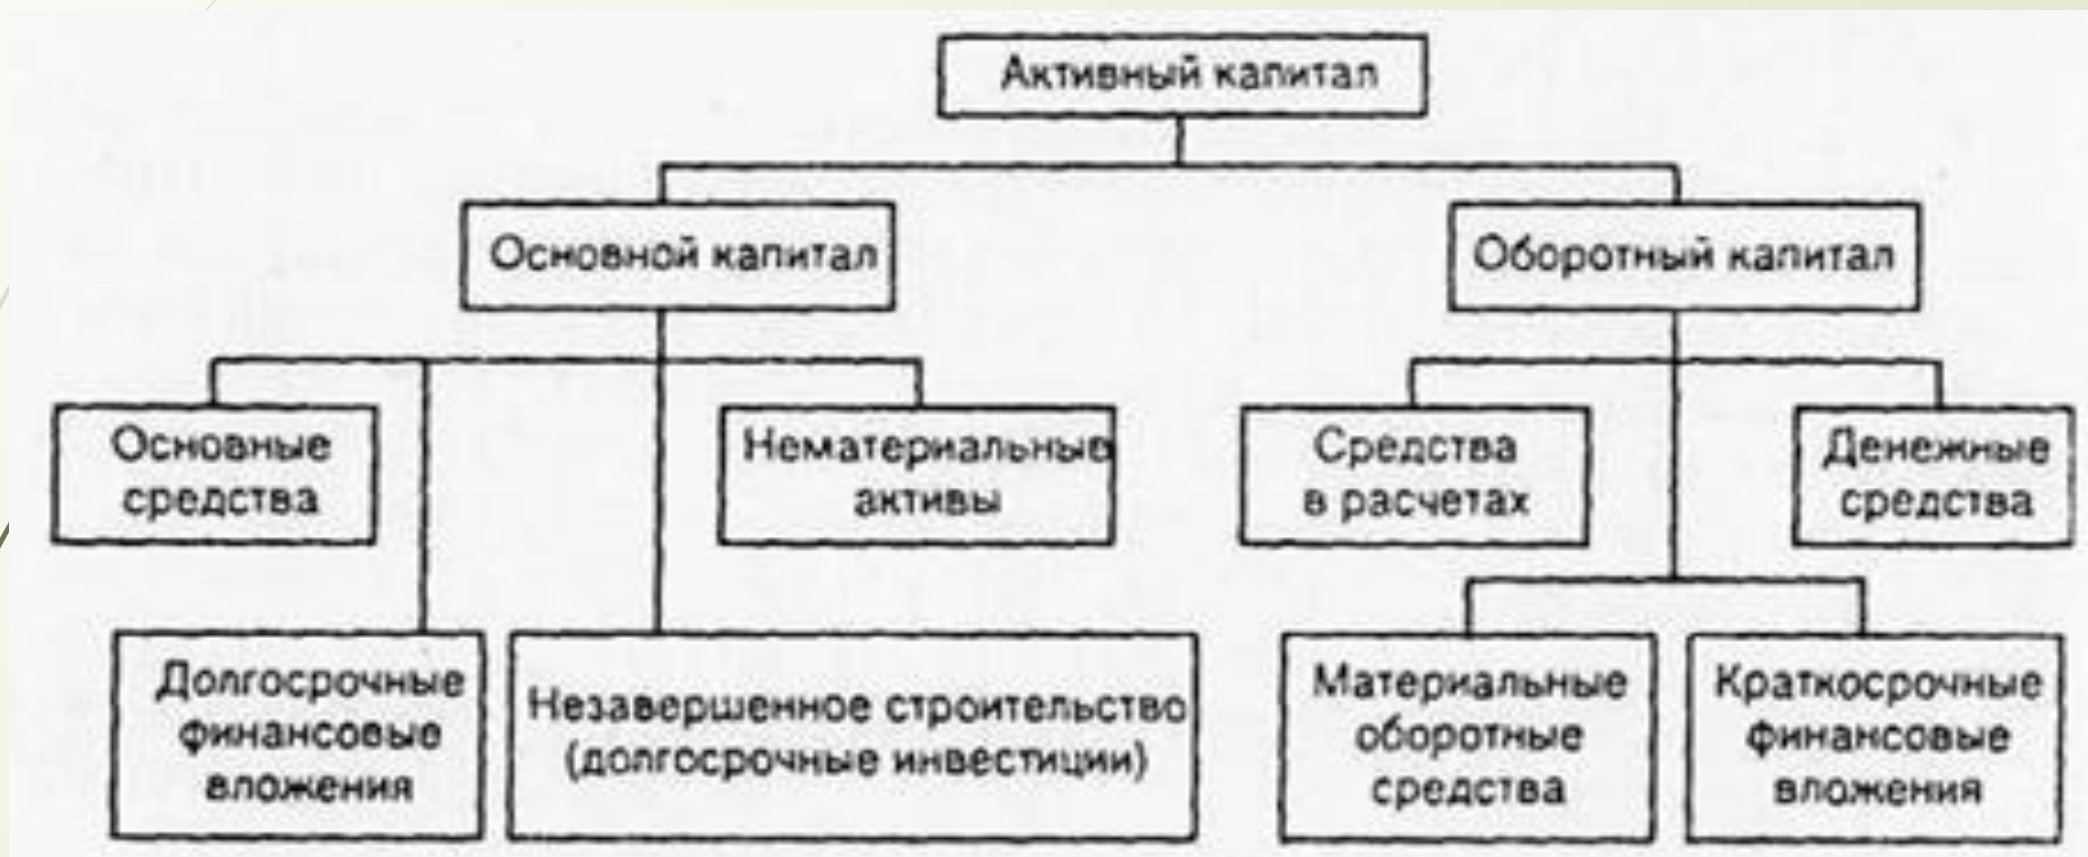 Активный капитал
Основной капитал
Оборотный капитал
Основные
средства
Нематериальные
активы
Средства
в расчетах
Денежные
средства
Долгосрочные
финансовые
вложения
Незавершенное строительство
(долгосрочные инвестиции)
Материальные
оборотные
средства
Краткосрочные
финансовые
вложения